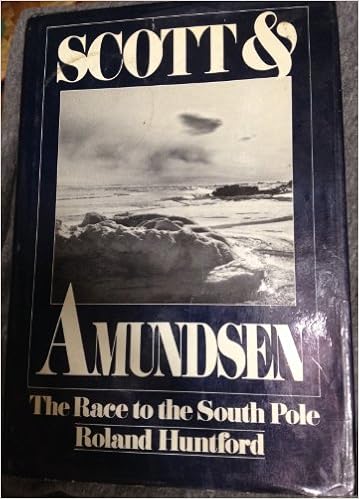 SCOTT &
AMUNDSEN
The Race to the South Pole
Roland Huntford